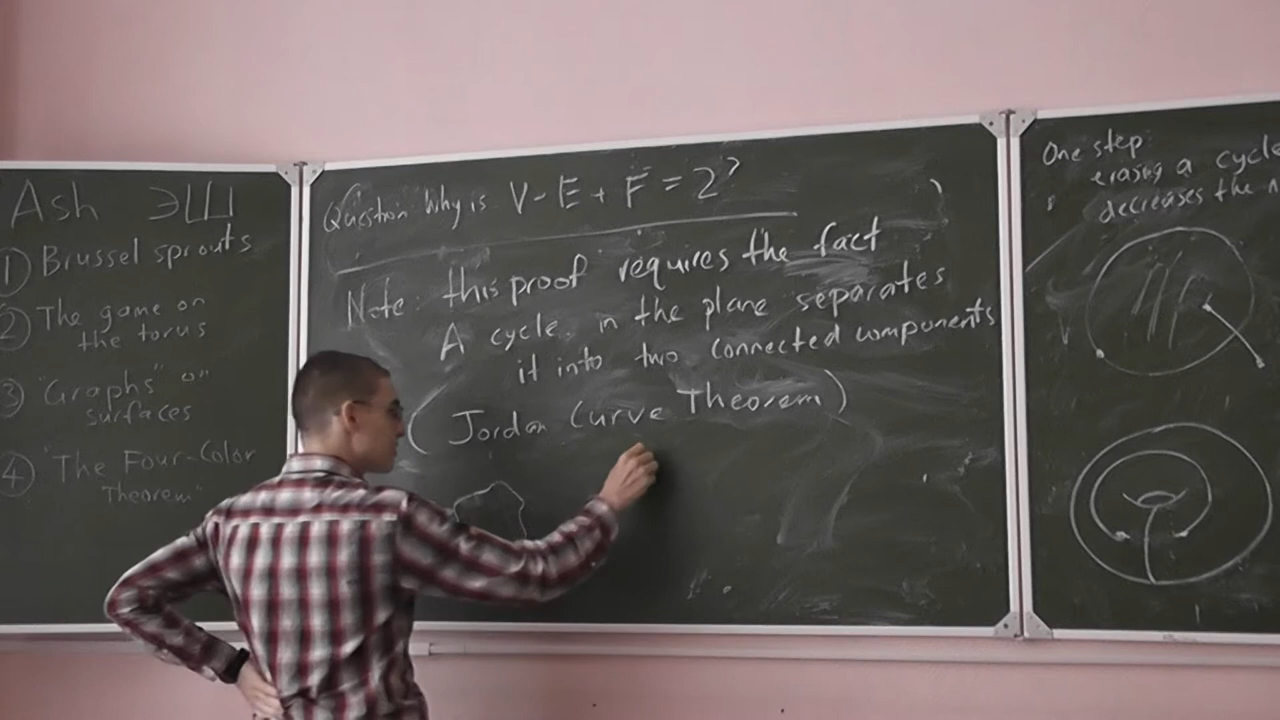 Ash ЭШ
1 Brussel sprouts
2 The game on
the torus
3 "Graphs" on
surfaces
4 "The Four-Color
Theorem"
Question: Why is V - E + F = 2?
Note: this proof requires the fact
A cycle in the plane separates
it into two connected components
(Jordan Curve Theorem)
One step:
erasing a cycle
decreases the